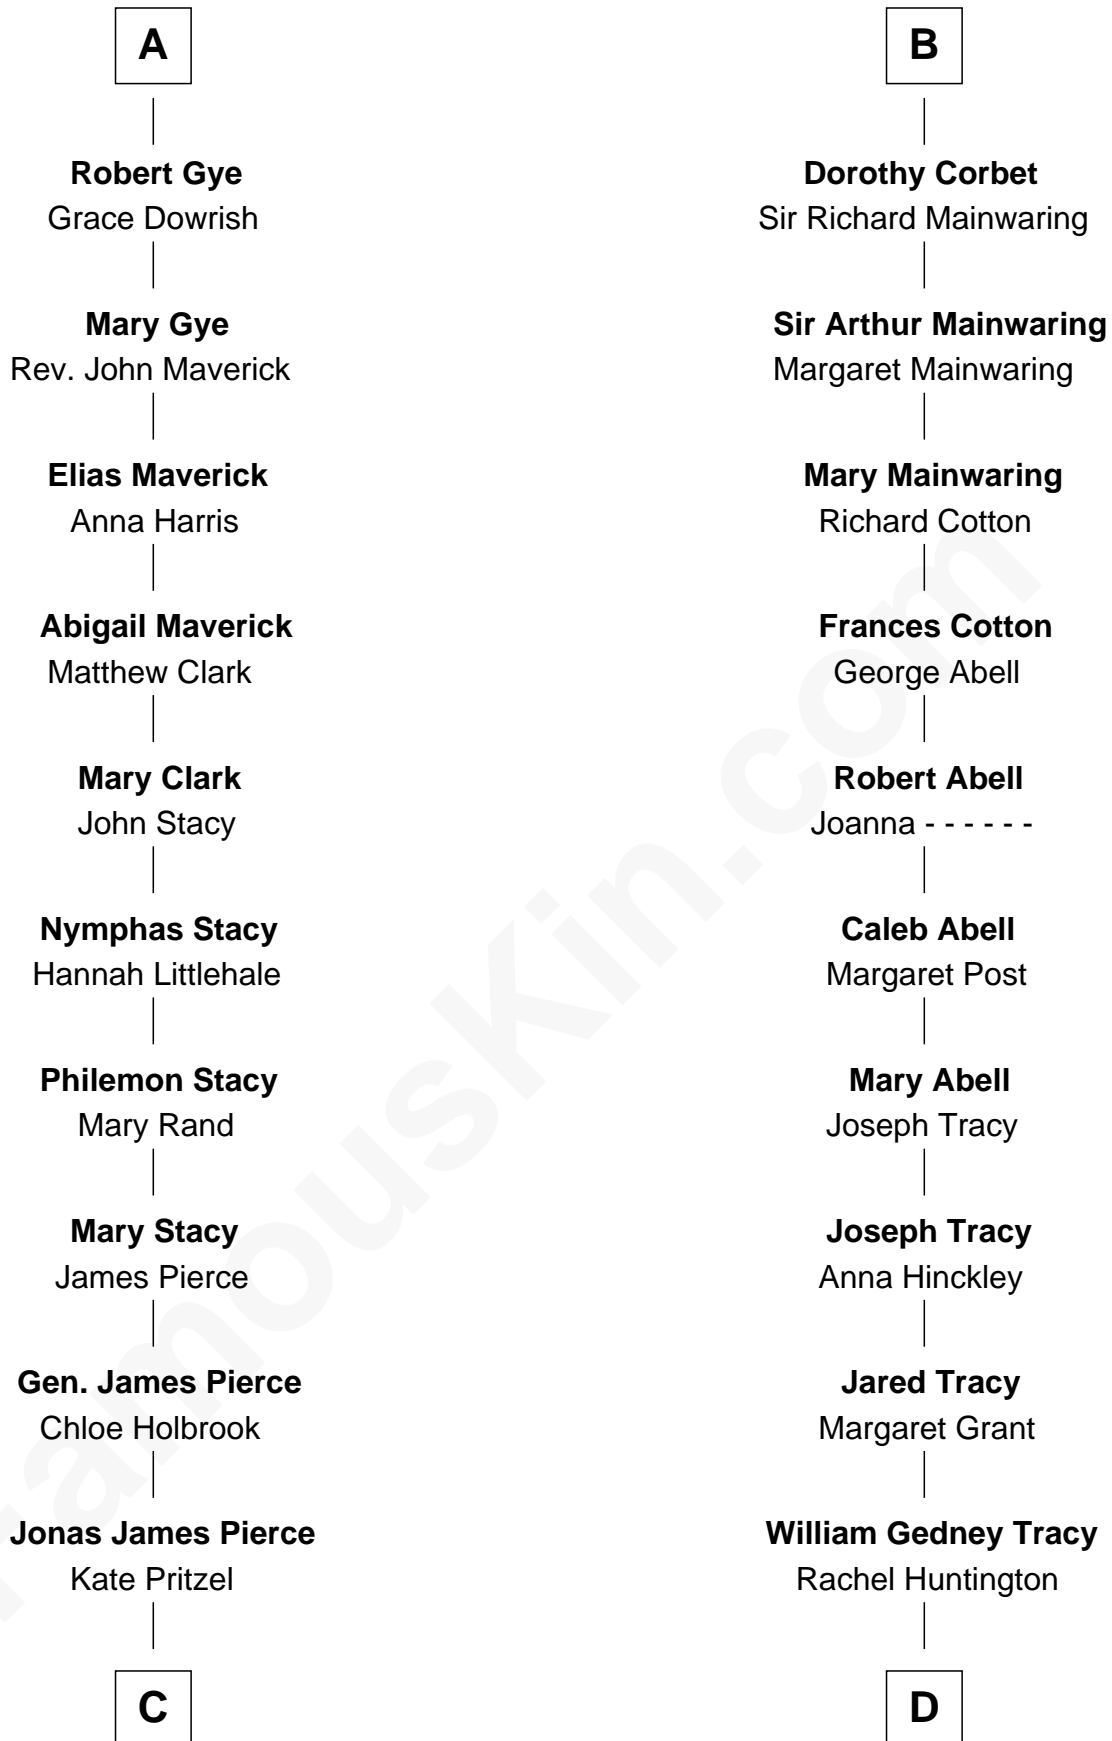 A
Robert Gye
Grace Dowrish
Mary Gye
Rev. John Maverick
Elias Maverick
Anna Harris
Abigail Maverick
Matthew Clark
Mary Clark
John Stacy
Nymphas Stacy
Hannah Littlehale
Philemon Stacy
Mary Rand
Mary Stacy
James Pierce
Gen. James Pierce
Chloe Holbrook
Jonas James Pierce
Kate Pritzel
C
B
Dorothy Corbet
Sir Richard Mainwaring
Sir Arthur Mainwaring
Margaret Mainwaring
Mary Mainwaring
Richard Cotton
Frances Cotton
George Abell
Robert Abell
Joanna - - - - - -
Caleb Abell
Margaret Post
Mary Abell
Joseph Tracy
Joseph Tracy
Anna Hinckley
Jared Tracy
Margaret Grant
William Gedney Tracy
Rachel Huntington
D
FamousKin.com